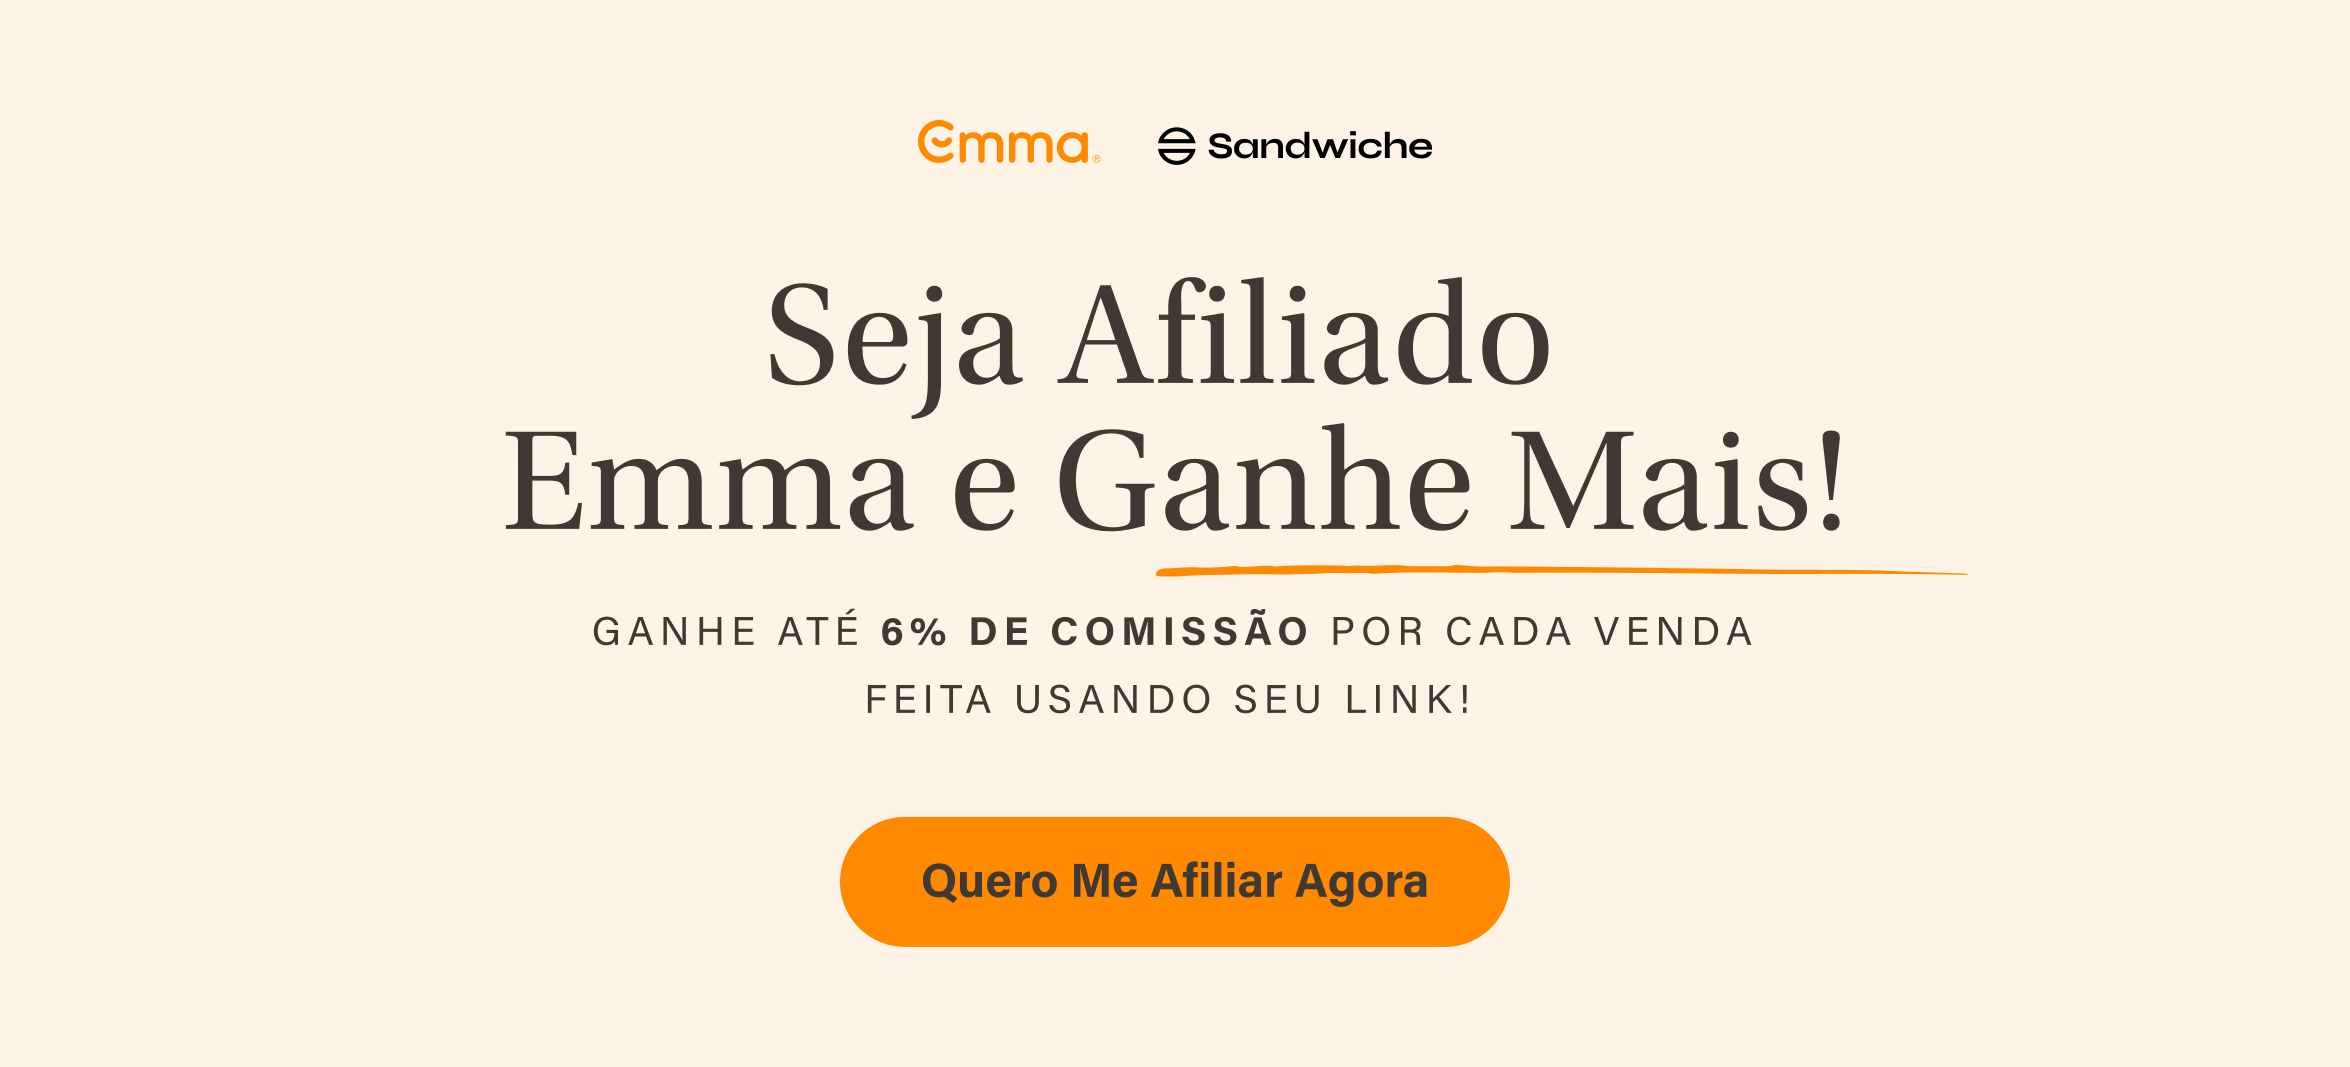 emma®
Sandwiche
Seja Afiliado
Emma e Ganhe Mais!
GANHE ATÉ 6% DE COMISSÃO POR CADA VENDA
FEITA USANDO SEU LINK!
Quero Me Afiliar Agora